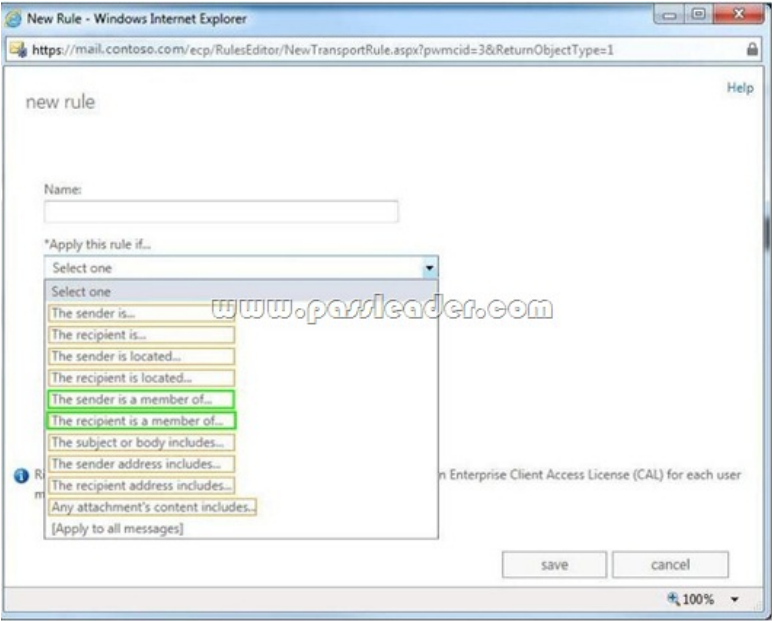 New Rule - Windows Internet Explorer
https://mail.contoso.com/ecp/RulesEditor/NewTransportRule.aspx?pwmcid=3&ReturnObjectType=1
Help
new rule
Name:
*Apply this rule if...
Select one
Select one
www.passleader.com
The sender is...
The recipient is...
The sender is located...
The recipient is located...
The sender is a member of...
The recipient is a member of...
The subject or body includes...
The sender address includes...
n Enterprise Client Access License (CAL) for each user
The recipient address includes...
Any attachment's content includes...
[Apply to all messages]
save cancel
100%